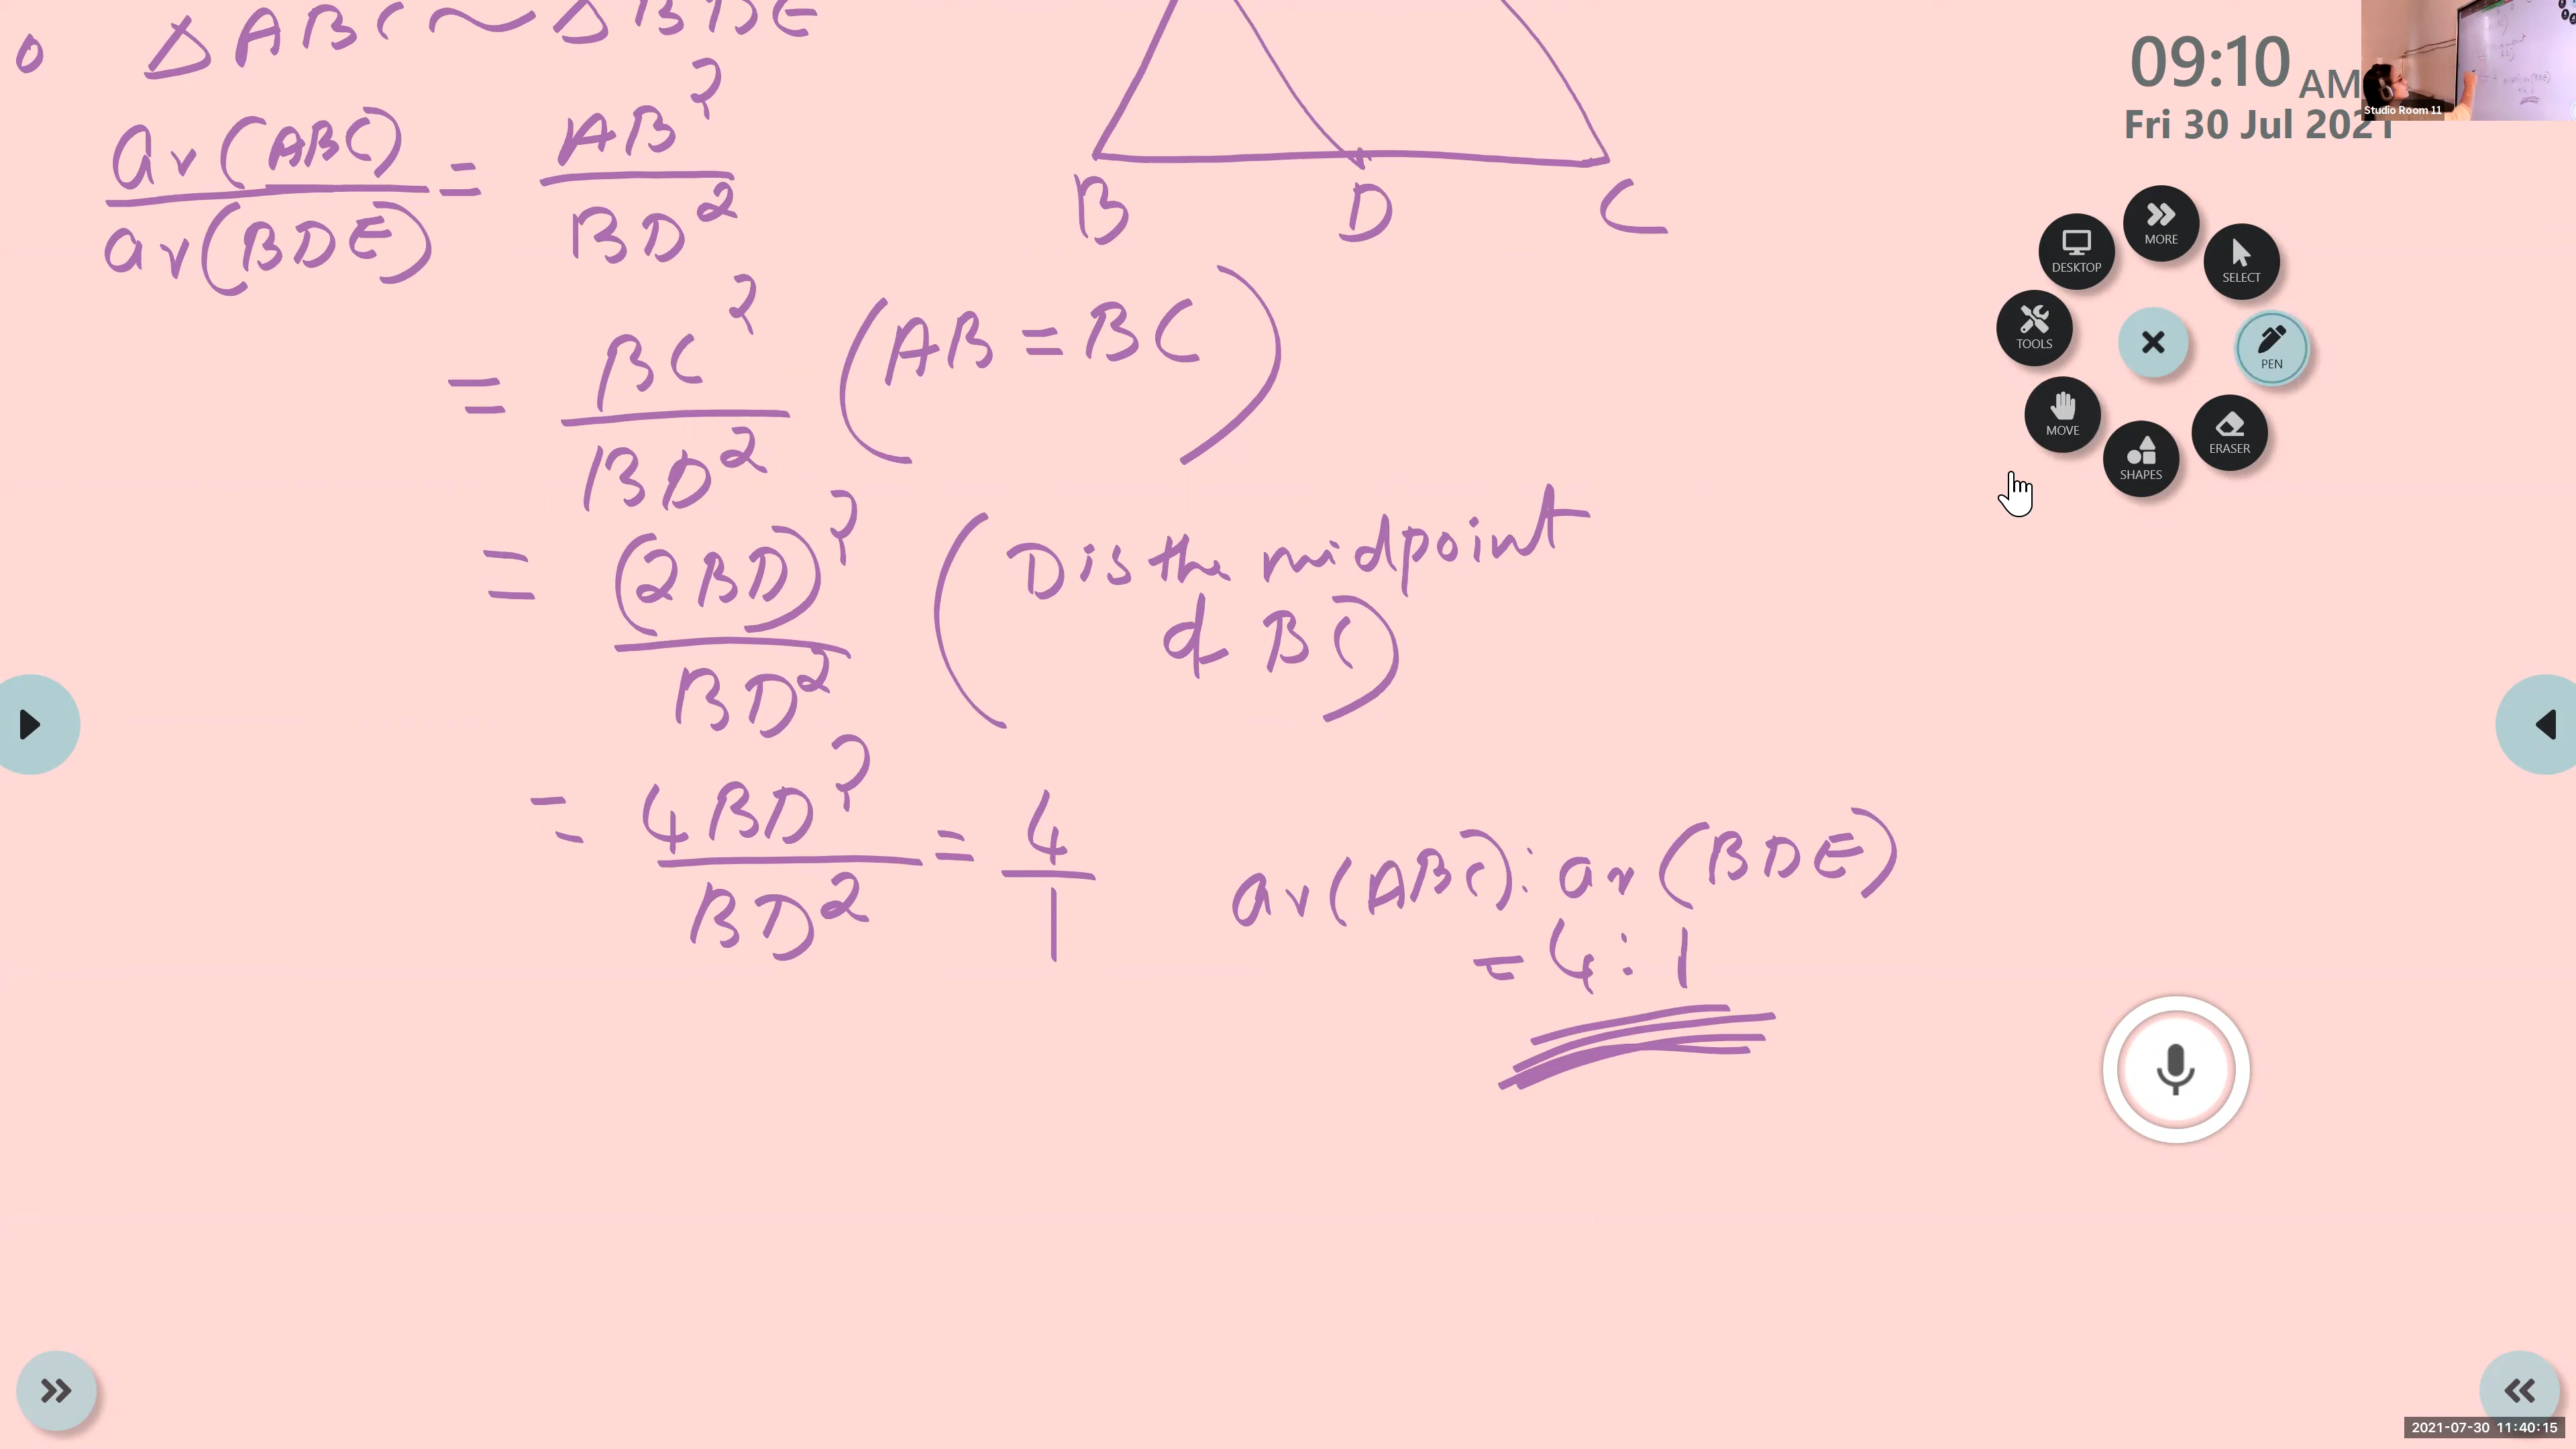 △ ABC ~ △ BDE
ar(ABC)/ar(BDE) = AB²/BD²
B D C
= BC²/BD² (AB = BC)
= (2BD)²/BD² (D is the midpoint
of BC)
= 4BD²/BD² = 4/1
ar(ABC) : ar(BDE)
= 4 : 1
09:10 AM
Fri 30 Jul 2021
Studio Room 11
MORE
DESKTOP
SELECT
TOOLS
PEN
MOVE
ERASER
SHAPES
2021-07-30 11:40:15